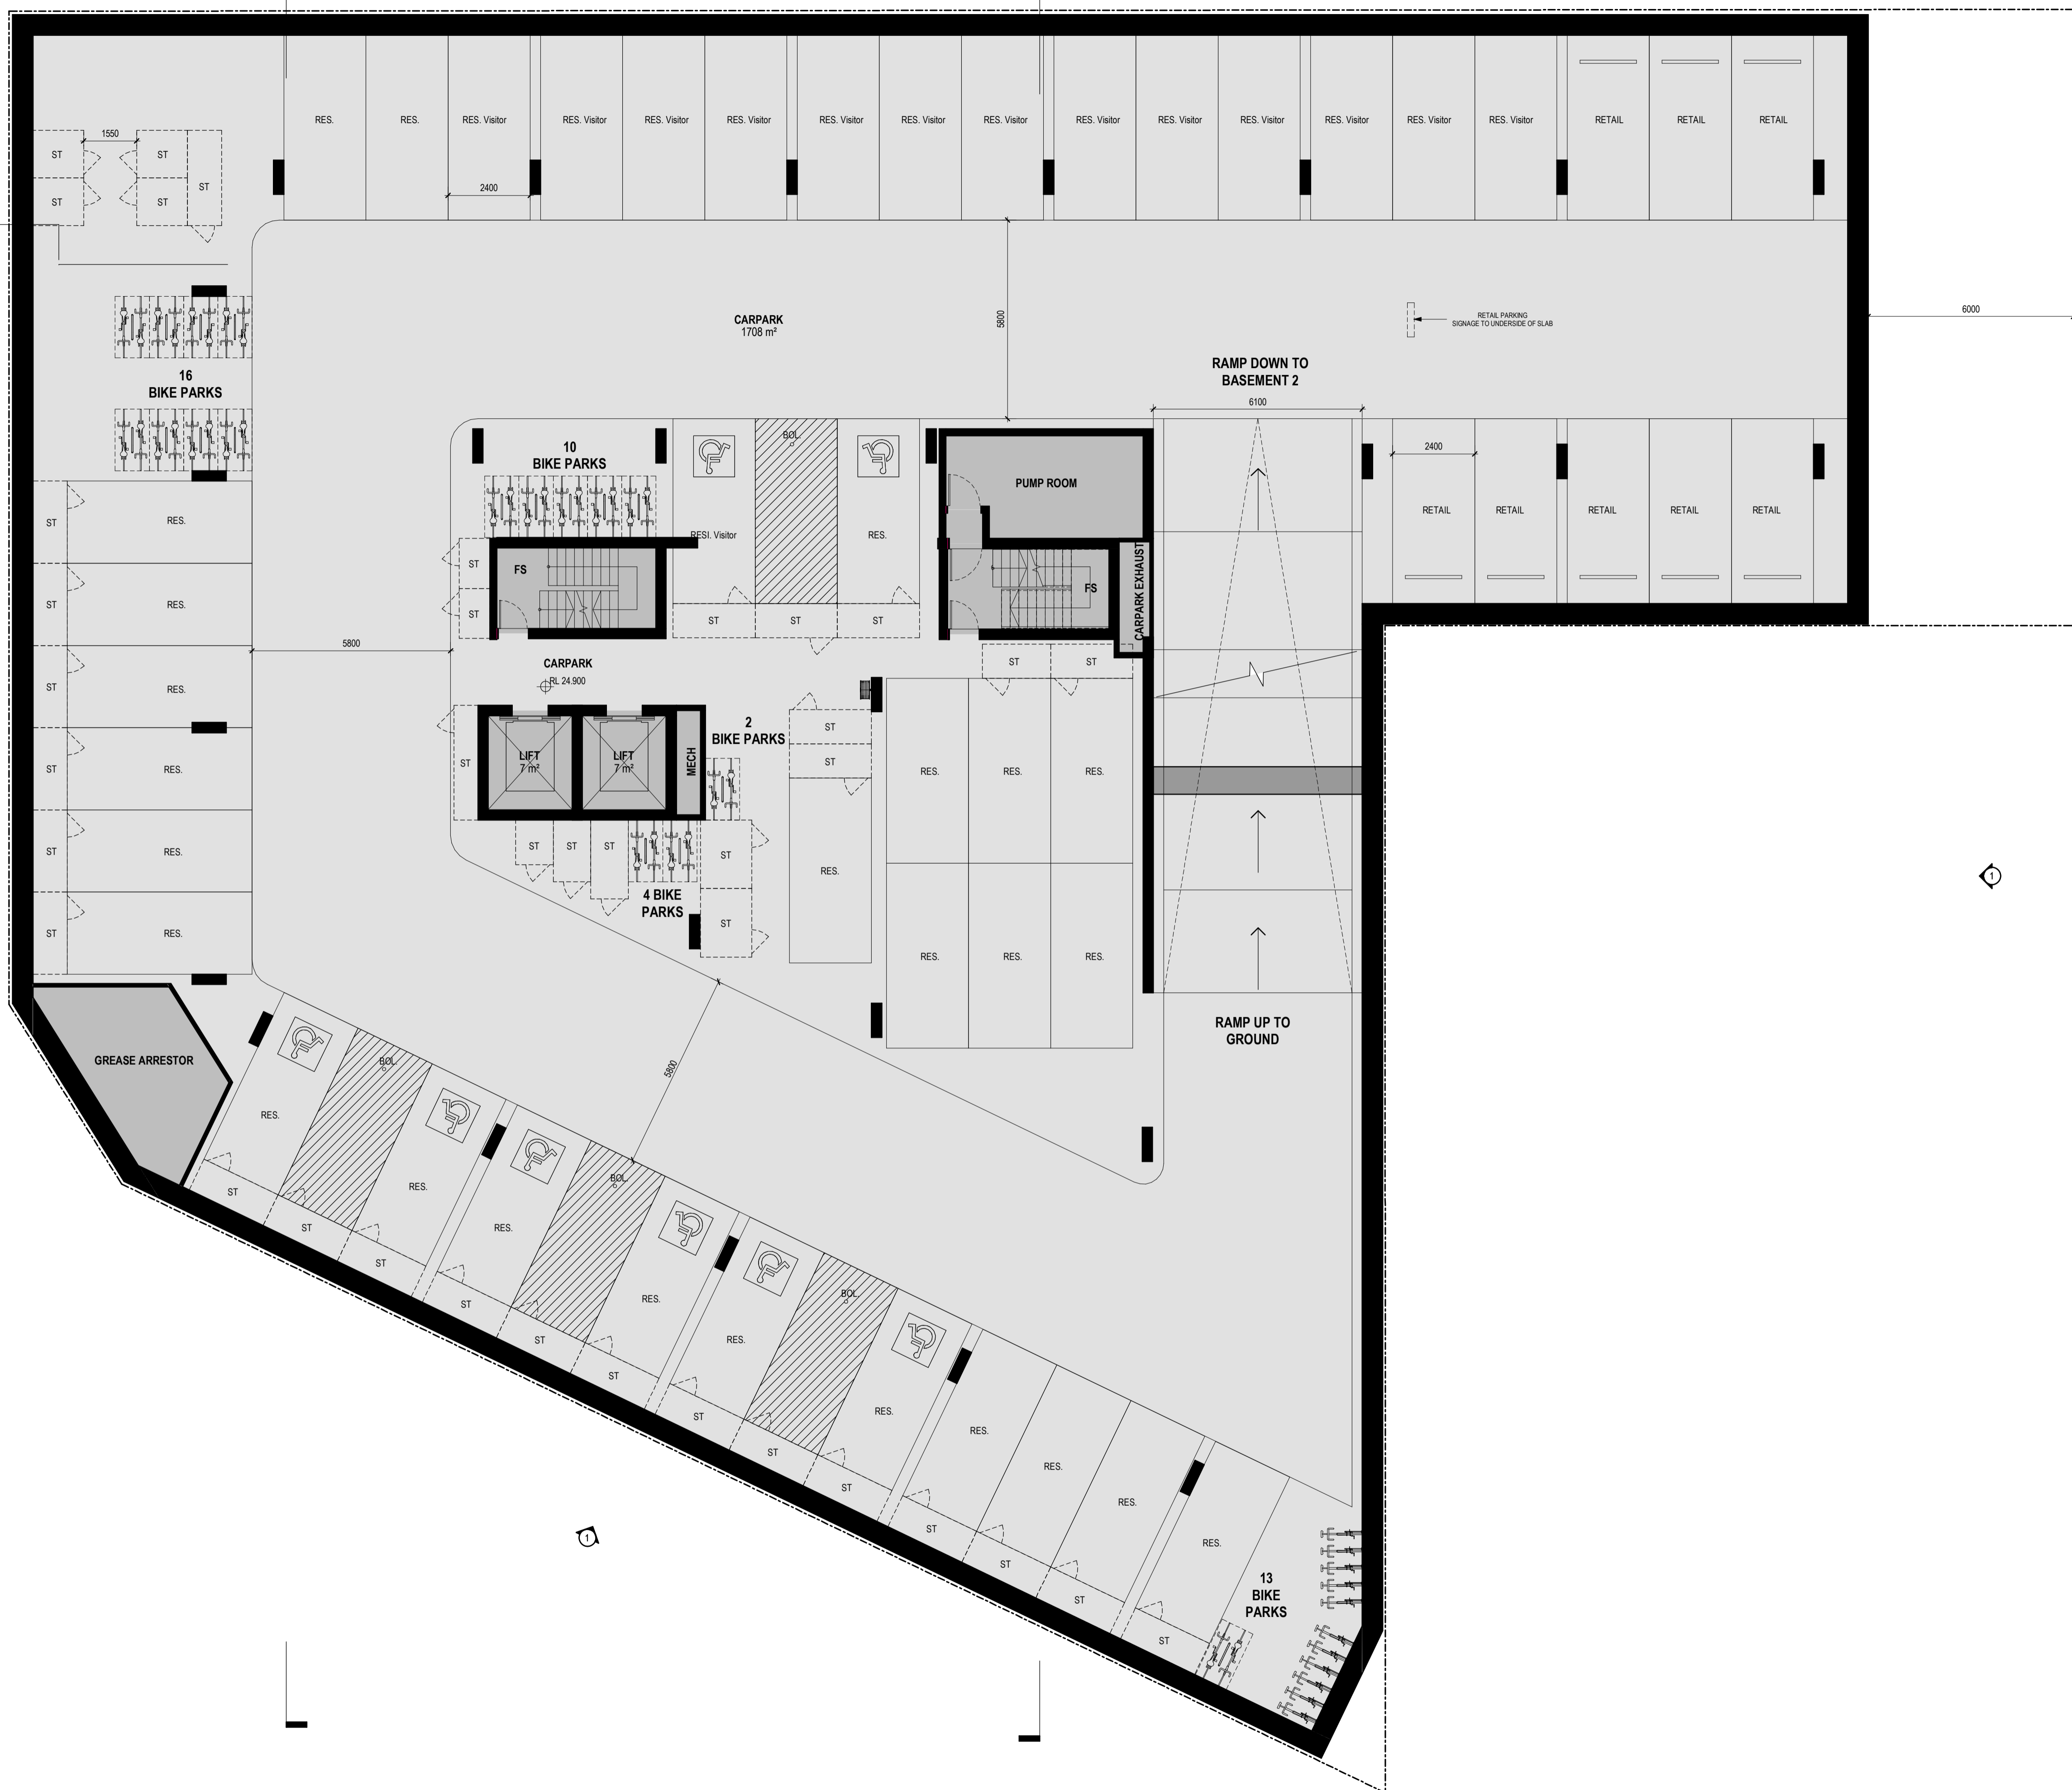 RES.
RES.
RES. Visitor
RES. Visitor
RES. Visitor
RES. Visitor
RES. Visitor
RES. Visitor
RES. Visitor
RES. Visitor
RES. Visitor
RES. Visitor
RES. Visitor
RES. Visitor
RES. Visitor
RETAIL
RETAIL
RETAIL
1550
ST
ST
ST
ST
ST
2400
CARPARK
1708 m²
5800
RETAIL PARKING
SIGNAGE TO UNDERSIDE OF SLAB
6000
RAMP DOWN TO
BASEMENT 2
6100
16
BIKE PARKS
10
BIKE PARKS
BOL.
PUMP ROOM
2400
RETAIL
RETAIL
RETAIL
RETAIL
RETAIL
RESI. Visitor
RES.
ST
RES.
ST
RES.
ST
RES.
ST
RES.
ST
RES.
ST
RES.
ST
ST
FS
FS
CARPARK EXHAUST
ST
ST
ST
5800
CARPARK
RL 24.900
ST
ST
LIFT
7 m²
LIFT
7 m²
MECH
2
BIKE PARKS
ST
ST
ST
RES.
RES.
RES.
ST
ST
ST
ST
ST
4 BIKE
PARKS
RES.
RES.
RES.
RES.
1
RAMP UP TO
GROUND
GREASE ARRESTOR
5800
BOL.
RES.
RES.
ST
ST
ST
BOL.
RES.
RES.
ST
ST
ST
BOL.
RES.
RES.
ST
ST
ST
RES.
RES.
RES.
RES.
ST
ST
ST
ST
13
BIKE
PARKS
1